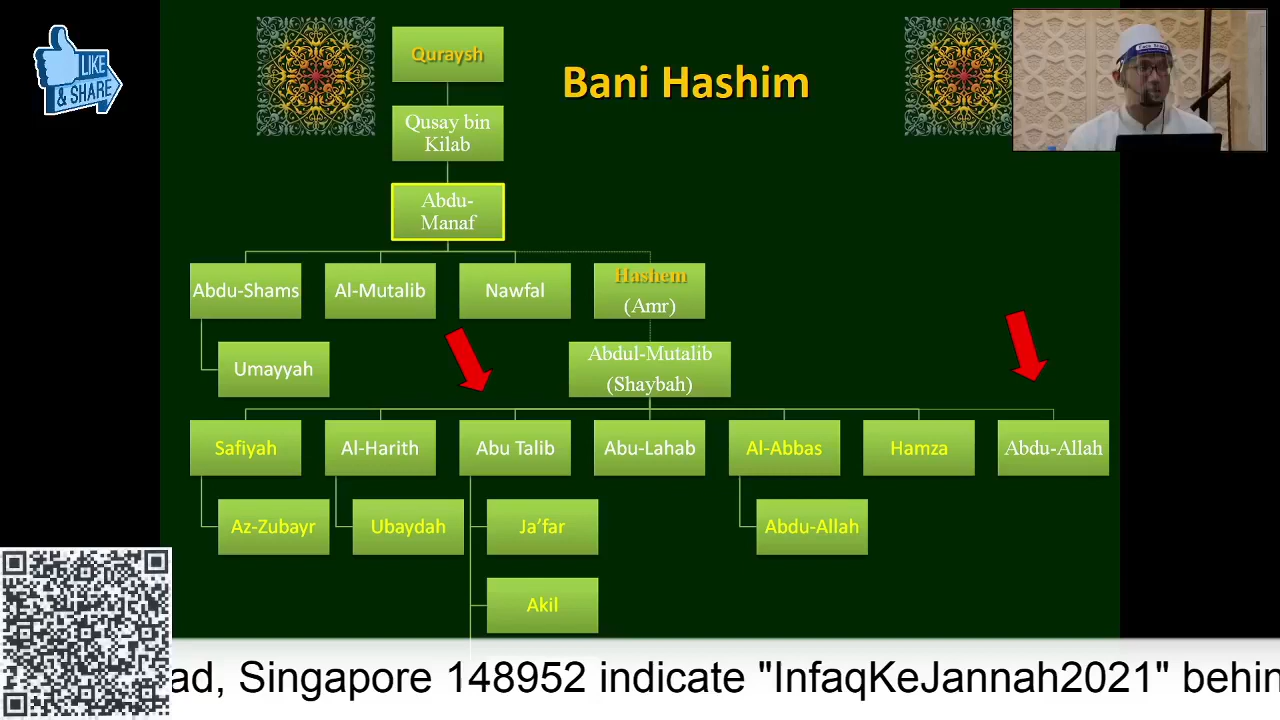 LIKE
& SHARE
Quraysh
Bani Hashim
Qusay bin
Kilab
Abdu-
Manaf
Abdu-Shams
Al-Mutalib
Nawfal
Hashem
(Amr)
Umayyah
Abdul-Mutalib
(Shaybah)
Safiyah
Al-Harith
Abu Talib
Abu-Lahab
Al-Abbas
Hamza
Abdu-Allah
Az-Zubayr
Ubaydah
Ja’far
Abdu-Allah
Akil
ad, Singapore 148952 indicate "InfaqKeJannah2021" behin